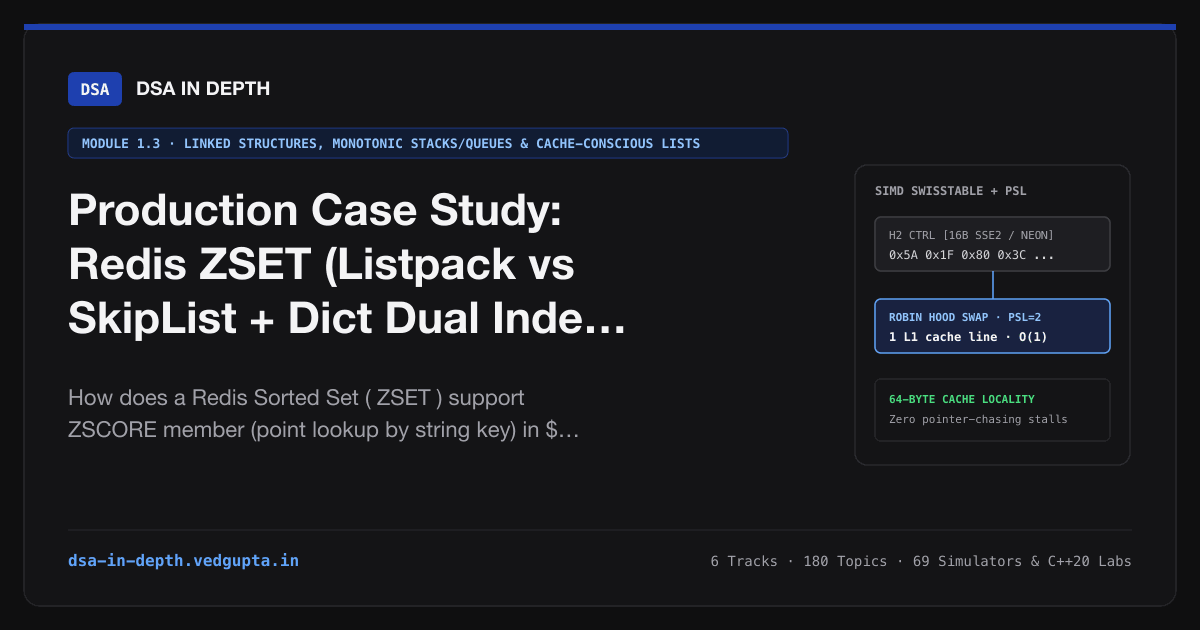 DSA
DSA IN DEPTH
MODULE 1.3 · LINKED STRUCTURES, MONOTONIC STACKS/QUEUES & CACHE-CONSCIOUS LISTS
Production Case Study:
Redis ZSET (Listpack vs
SkipList + Dict Dual Inde...
How does a Redis Sorted Set ( ZSET ) support
ZSCORE member (point lookup by string key) in $...
SIMD SWISSTABLE + PSL
H2 CTRL [16B SSE2 / NEON]
0x5A 0x1F 0x80 0x3C ...
ROBIN HOOD SWAP · PSL=2
1 L1 cache line · O(1)
64-BYTE CACHE LOCALITY
Zero pointer-chasing stalls
dsa-in-depth.vedgupta.in
6 Tracks · 180 Topics · 69 Simulators & C++20 Labs